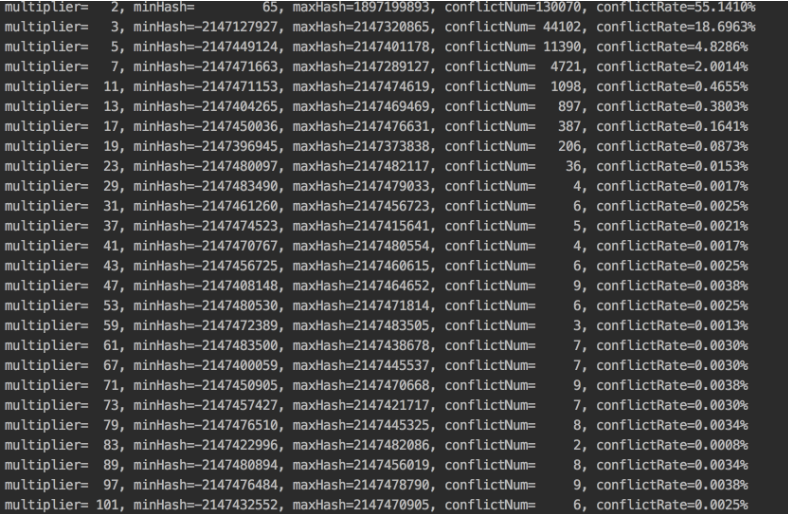 multiplier=   2, minHash=         65, maxHash=1897199893, conflictNum=130070, conflictRate=55.1410%
multiplier=   3, minHash=-2147127927, maxHash=2147320865, conflictNum= 44102, conflictRate=18.6963%
multiplier=   5, minHash=-2147449124, maxHash=2147401178, conflictNum= 11390, conflictRate=4.8286%
multiplier=   7, minHash=-2147471663, maxHash=2147289127, conflictNum=  4721, conflictRate=2.0014%
multiplier=  11, minHash=-2147471153, maxHash=2147474619, conflictNum=  1098, conflictRate=0.4655%
multiplier=  13, minHash=-2147404265, maxHash=2147469469, conflictNum=   897, conflictRate=0.3803%
multiplier=  17, minHash=-2147450036, maxHash=2147476631, conflictNum=   387, conflictRate=0.1641%
multiplier=  19, minHash=-2147396945, maxHash=2147373838, conflictNum=   206, conflictRate=0.0873%
multiplier=  23, minHash=-2147480097, maxHash=2147482117, conflictNum=    36, conflictRate=0.0153%
multiplier=  29, minHash=-2147483490, maxHash=2147479033, conflictNum=     4, conflictRate=0.0017%
multiplier=  31, minHash=-2147461260, maxHash=2147456723, conflictNum=     6, conflictRate=0.0025%
multiplier=  37, minHash=-2147474523, maxHash=2147415641, conflictNum=     5, conflictRate=0.0021%
multiplier=  41, minHash=-2147470767, maxHash=2147480554, conflictNum=     4, conflictRate=0.0017%
multiplier=  43, minHash=-2147456725, maxHash=2147460615, conflictNum=     6, conflictRate=0.0025%
multiplier=  47, minHash=-2147408148, maxHash=2147464652, conflictNum=     9, conflictRate=0.0038%
multiplier=  53, minHash=-2147480530, maxHash=2147471814, conflictNum=     6, conflictRate=0.0025%
multiplier=  59, minHash=-2147472389, maxHash=2147483505, conflictNum=     3, conflictRate=0.0013%
multiplier=  61, minHash=-2147483500, maxHash=2147438678, conflictNum=     7, conflictRate=0.0030%
multiplier=  67, minHash=-2147400059, maxHash=2147445537, conflictNum=     7, conflictRate=0.0030%
multiplier=  71, minHash=-2147450905, maxHash=2147470668, conflictNum=     9, conflictRate=0.0038%
multiplier=  73, minHash=-2147457427, maxHash=2147421717, conflictNum=     7, conflictRate=0.0030%
multiplier=  79, minHash=-2147476510, maxHash=2147445325, conflictNum=     8, conflictRate=0.0034%
multiplier=  83, minHash=-2147422996, maxHash=2147482086, conflictNum=     2, conflictRate=0.0008%
multiplier=  89, minHash=-2147480894, maxHash=2147456019, conflictNum=     8, conflictRate=0.0034%
multiplier=  97, minHash=-2147476484, maxHash=2147478790, conflictNum=     9, conflictRate=0.0038%
multiplier= 101, minHash=-2147432552, maxHash=2147470905, conflictNum=     6, conflictRate=0.0025%